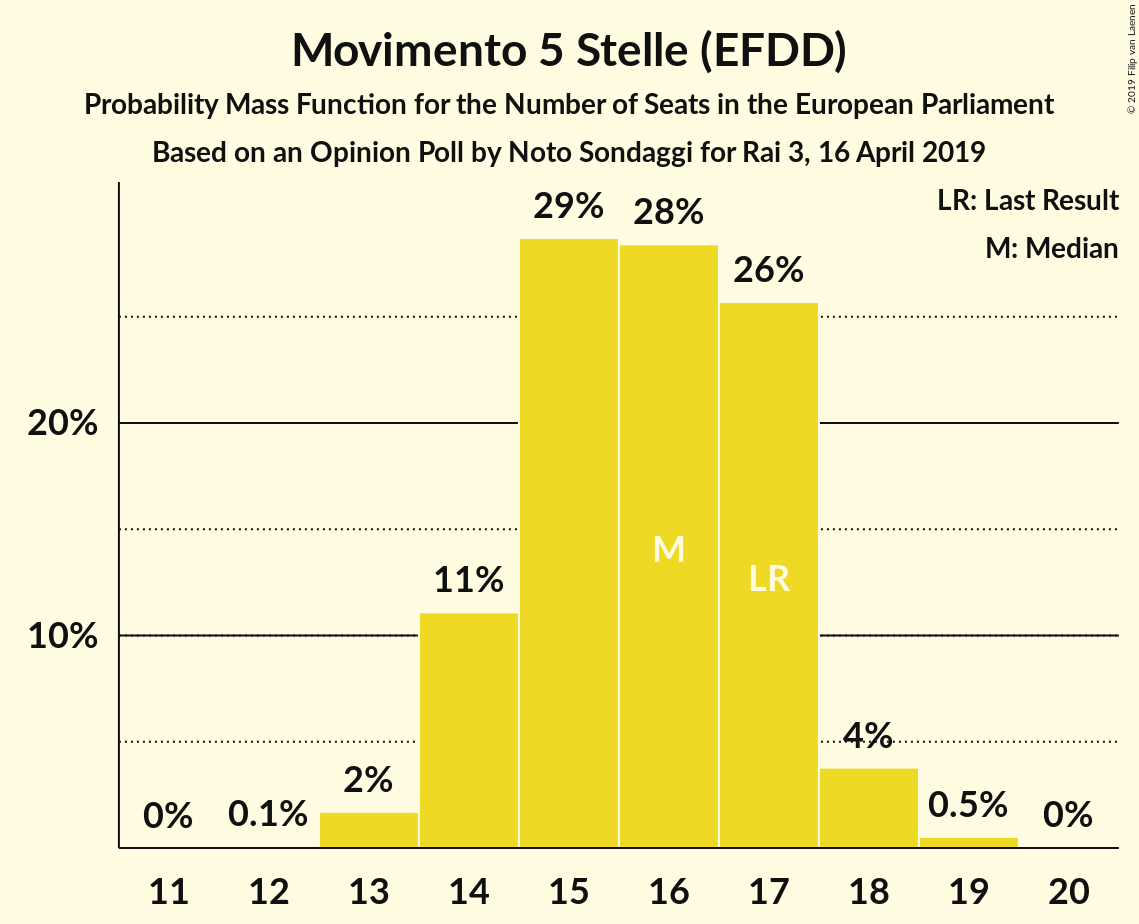 Movimento 5 Stelle (EFDD)
Probability Mass Function for the Number of Seats in the European Parliament
Based on an Opinion Poll by Noto Sondaggi for Rai 3, 16 April 2019
© 2019 Filip van Laenen
LR: Last Result
M: Median
29%
28%
26%
20%
M
LR
11%
10%
4%
2%
0%
0.1%
0.5%
0%
11 12 13 14 15 16 17 18 19 20